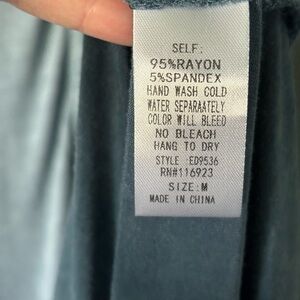 SELF:
95%RAYON
5%SPANDEX
HAND WASH COLD
WATER SEPARAATELY
COLOR WILL BLEED
NO BLEACH
HANG TO DRY
STYLE :ED9536
RN#116923
SIZE:M
MADE IN CHINA